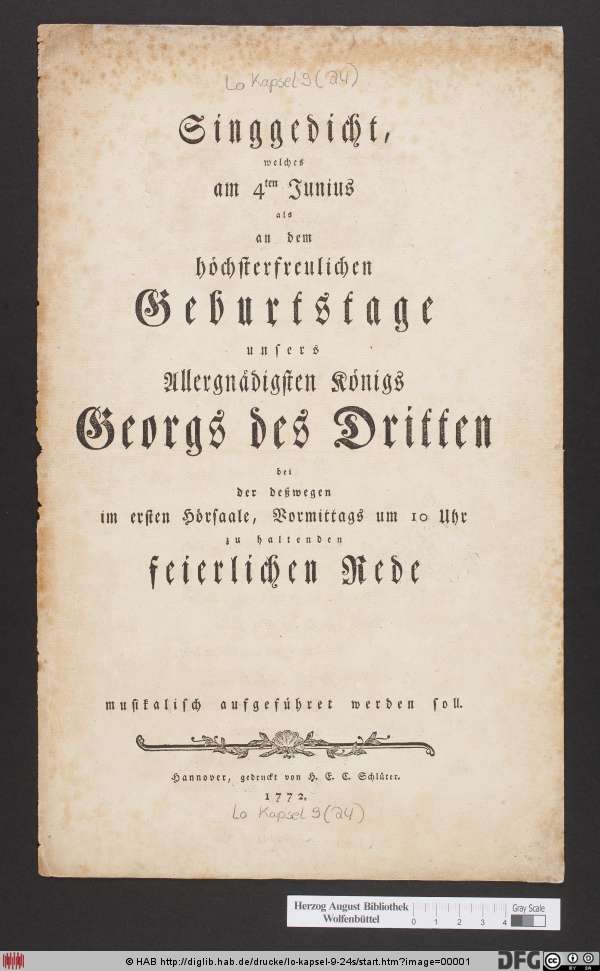 Lo Kapsel 9 (24)
Singgedicht,
welches
am 4ten Junius
als
an dem
höchsterfreulichen
Geburtstage
unsers
Allergnädigsten Königs
Georgs des Dritten
bei
der deßwegen
im ersten Hörsaale, Vormittags um 10 Uhr
zu haltenden
feierlichen Rede
musikalisch aufgeführet werden soll.
Hannover, gedruckt von H. E. C. Schlüter.
1772.
Lo Kapsel 9 (24)
Herzog August Bibliothek
Wolfenbüttel
0 1 2 3 4
Gray Scale
© HAB http://diglib.hab.de/drucke/lo-kapsel-9-24s/start.htm?image=00001
DFG
cc
BY SA